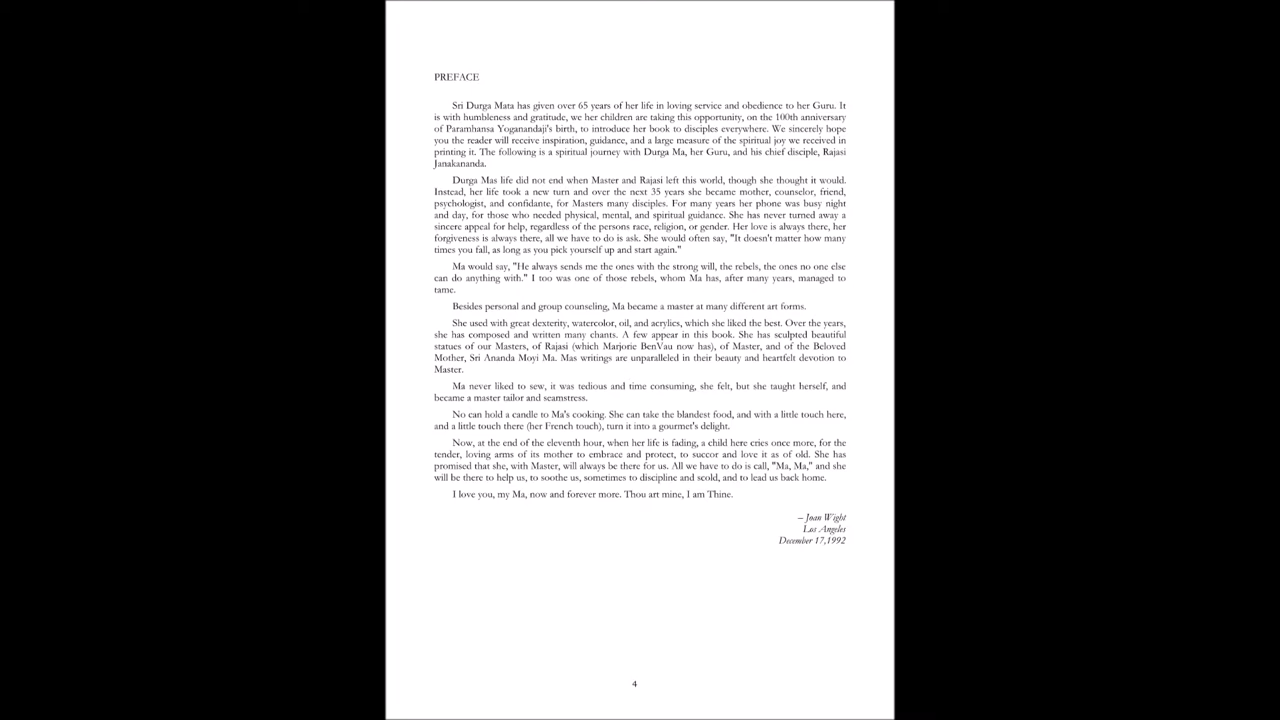 PREFACE
Sri Durga Mata has given over 65 years of her life in loving service and obedience to her Guru. It
is with humbleness and gratitude, we her children are taking this opportunity, on the 100th anniversary
of Paramhansa Yoganandaji's birth, to introduce her book to disciples everywhere. We sincerely hope
you the reader will receive inspiration, guidance, and a large measure of the spiritual joy we received in
printing it. The following is a spiritual journey with Durga Ma, her Guru, and his chief disciple, Rajasi
Janakananda.
Durga Mas life did not end when Master and Rajasi left this world, though she thought it would.
Instead, her life took a new turn and over the next 35 years she became mother, counselor, friend,
psychologist, and confidante, for Masters many disciples. For many years her phone was busy night
and day, for those who needed physical, mental, and spiritual guidance. She has never turned away a
sincere appeal for help, regardless of the persons race, religion, or gender. Her love is always there, her
forgiveness is always there, all we have to do is ask. She would often say, "It doesn't matter how many
times you fall, as long as you pick yourself up and start again."
Ma would say, "He always sends me the ones with the strong will, the rebels, the ones no one else
can do anything with." I too was one of those rebels, whom Ma has, after many years, managed to
tame.
Besides personal and group counseling, Ma became a master at many different art forms.
She used with great dexterity, watercolor, oil, and acrylics, which she liked the best. Over the years,
she has composed and written many chants. A few appear in this book. She has sculpted beautiful
statues of our Masters, of Rajasi (which Marjorie BenVau now has), of Master, and of the Beloved
Mother, Sri Ananda Moyi Ma. Mas writings are unparalleled in their beauty and heartfelt devotion to
Master.
Ma never liked to sew, it was tedious and time consuming, she felt, but she taught herself, and
became a master tailor and seamstress.
No can hold a candle to Ma's cooking. She can take the blandest food, and with a little touch here,
and a little touch there (her French touch), turn it into a gourmet's delight.
Now, at the end of the eleventh hour, when her life is fading, a child here cries once more, for the
tender, loving arms of its mother to embrace and protect, to succor and love it as of old. She has
promised that she, with Master, will always be there for us. All we have to do is call, "Ma, Ma," and she
will be there to help us, to soothe us, sometimes to discipline and scold, and to lead us back home.
I love you, my Ma, now and forever more. Thou art mine, I am Thine.
– Joan Wight
Los Angeles
December 17,1992
4